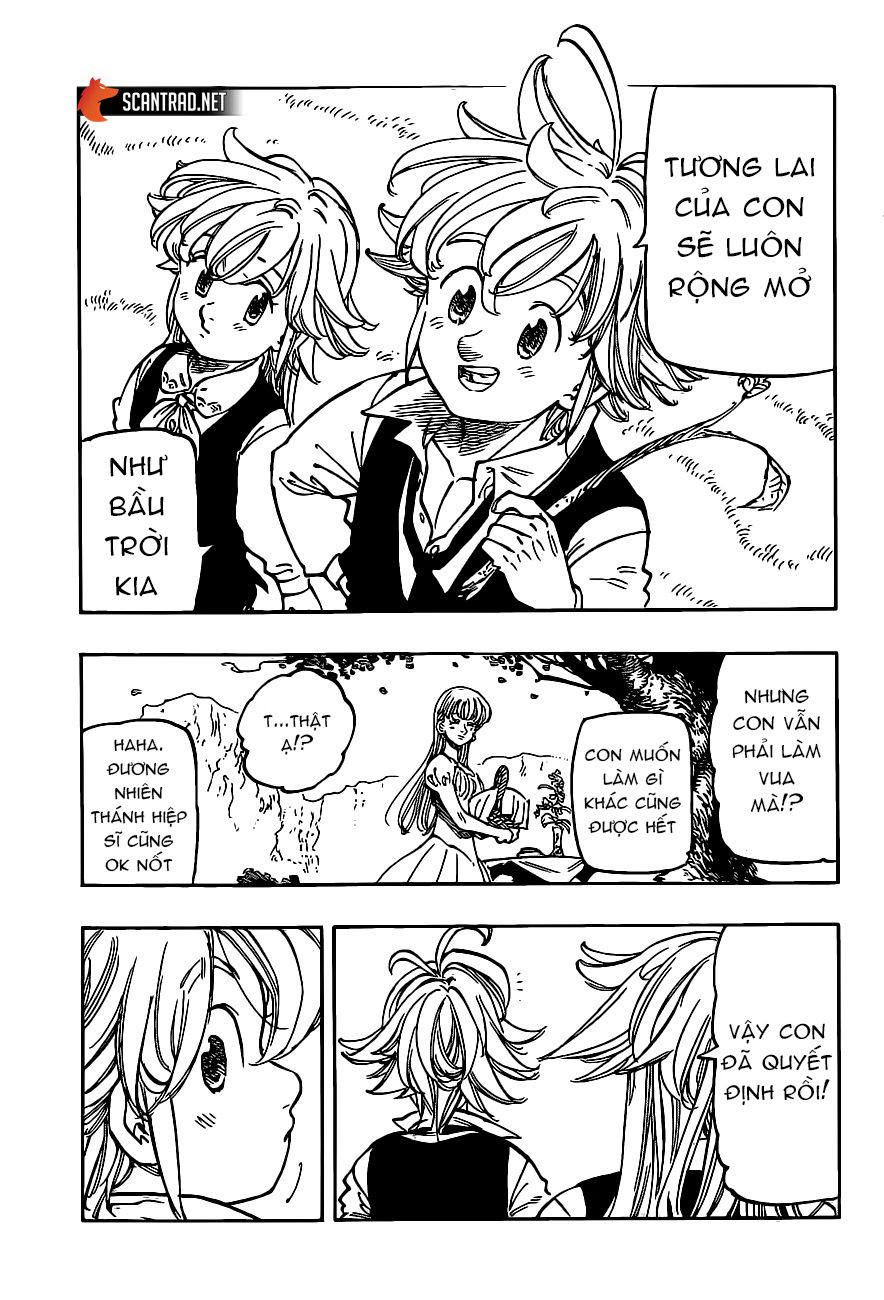 SCANTRAD.NET
TƯƠNG LAI
CỦA CON
SẼ LUÔN
RỘNG MỞ
NHƯ
BẦU
TRỜI
KIA
NHƯNG
CON VẪN
PHẢI LÀM
VUA
MÀ!?
CON MUỐN
LÀM GÌ
KHÁC CŨNG
ĐƯỢC HẾT
T...THẬT
Ạ!?
HAHA,
ĐƯƠNG
NHIÊN
THÁNH HIỆP
SĨ CŨNG
OK NỐT
VẬY CON
ĐÃ QUYẾT
ĐỊNH RỒI!